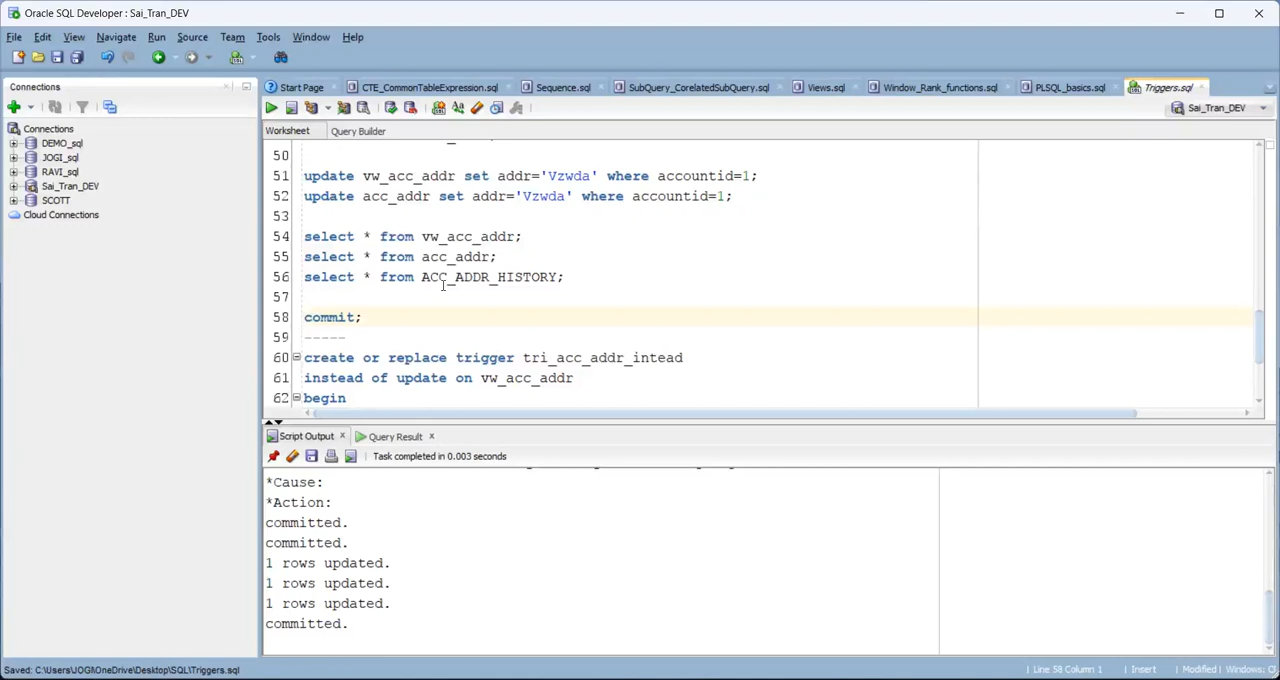 Oracle SQL Developer : Sai_Tran_DEV
File Edit View Navigate Run Source Team Tools Window Help
Connections
Start Page CTE_CommonTableExpression.sql Sequence.sql SubQuery_CorelatedSubQuery.sql Views.sql Window_Rank_functions.sql PLSQL_basics.sql Triggers.sql
Sai_Tran_DEV
Worksheet Query Builder
Connections
DEMO_sql
JOGI_sql
RAVI_sql
Sai_Tran_DEV
SCOTT
Cloud Connections
50
51 update vw_acc_addr set addr='Vzwda' where accountid=1;
52 update acc_addr set addr='Vzwda' where accountid=1;
53
54 select * from vw_acc_addr;
55 select * from acc_addr;
56 select * from ACC_ADDR_HISTORY;
57
58 commit;
59 -----
60 create or replace trigger tri_acc_addr_intead
61 instead of update on vw_acc_addr
62 begin
Script Output Query Result
Task completed in 0.003 seconds
*Cause:
*Action:
committed.
committed.
1 rows updated.
1 rows updated.
1 rows updated.
committed.
Saved: C:\Users\JOGI\OneDrive\Desktop\SQL\Triggers.sql
Line 58 Column 1 Insert Modified Windows: